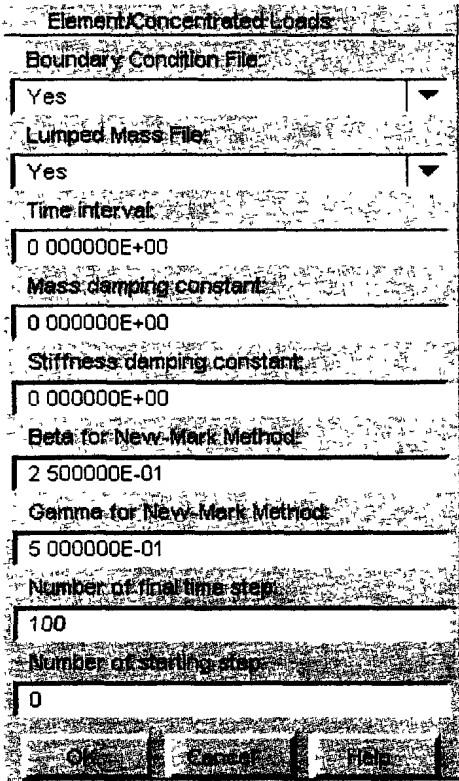 Element/Concentrated Loads
Boundary Condition File:
Yes
Lumped Mass File:
Yes
Time interval:
0 000000E+00
Mass damping constant:
0 000000E+00
Stiffness damping constant:
0 000000E+00
Beta for New-Mark Method:
2 500000E-01
Gamma for New-Mark Method:
5 000000E-01
Number of final time step:
100
Number of starting step:
0
OK Cancel Help